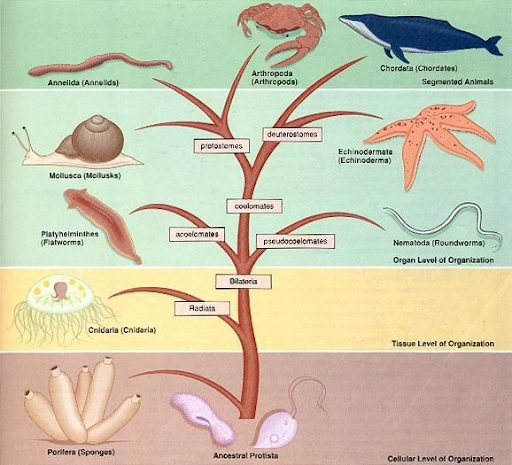 Annelida (Annelids)
Arthropoda
(Arthropods)
Chordata (Chordates)
Segmented Animals
protostomes
deuterostomes
Mollusca (Mollusks)
Echinodermate
(Echinoderms)
coelomates
Platyhelminthes
(Flatworms)
acoelomates
pseudocoelomates
Nematoda (Roundworms)
Organ Level of Organization
Bilateria
Radiata
Cnidaria (Cnidaria)
Tissue Level of Organization
Porifera (Sponges)
Ancestral Protista
Cellular Level of Organization